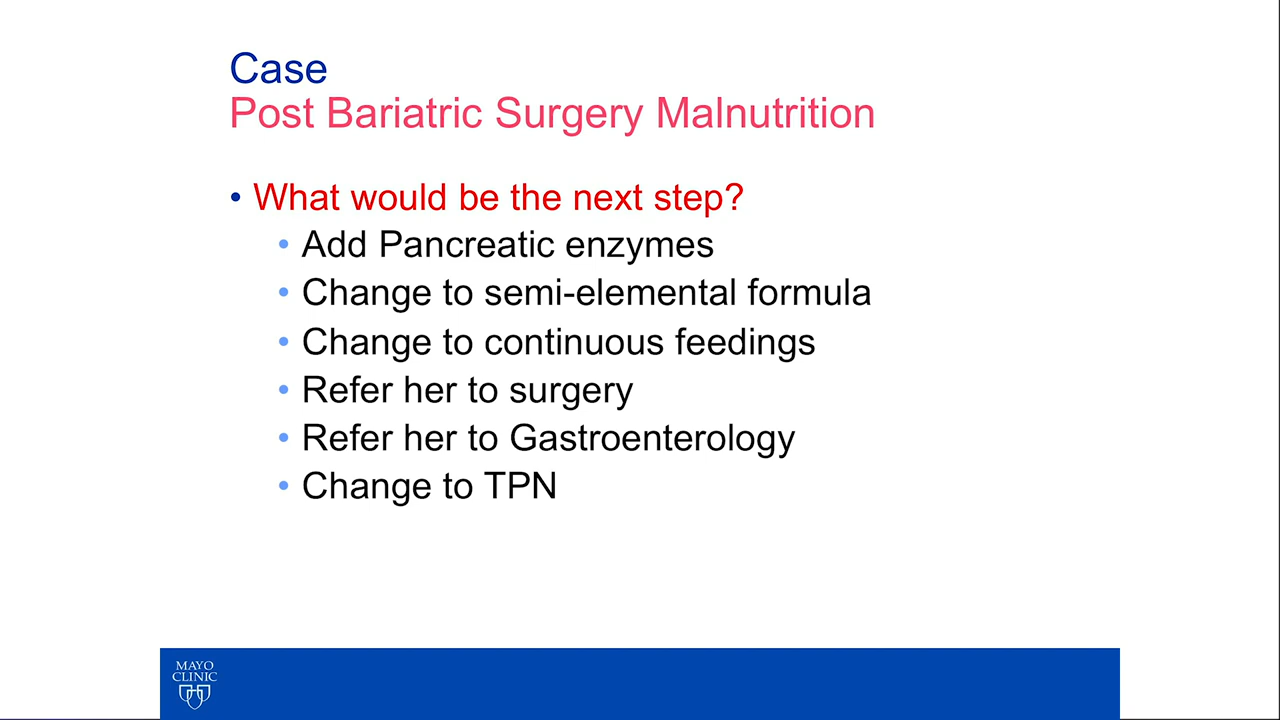 Case
Post Bariatric Surgery Malnutrition
• What would be the next step?
• Add Pancreatic enzymes
• Change to semi-elemental formula
• Change to continuous feedings
• Refer her to surgery
• Refer her to Gastroenterology
• Change to TPN
MAYO
CLINIC